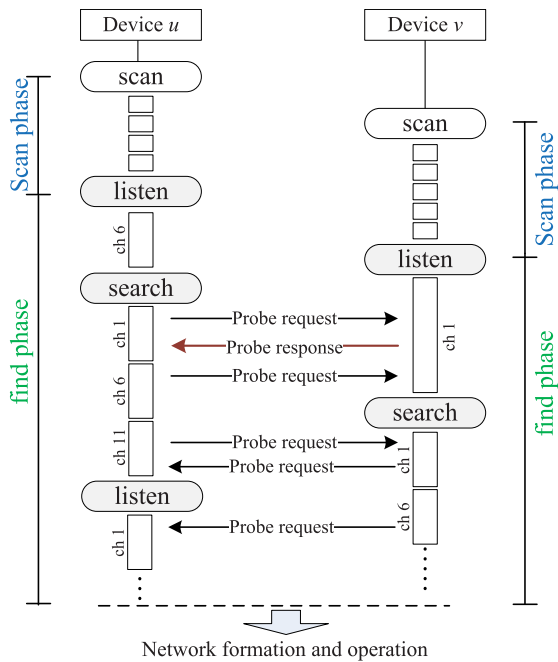 Device u
Device v
scan
scan
Scan phase
Scan phase
listen
ch 6
listen
search
ch 1
Probe request
ch 1
Probe response
find phase
find phase
ch 6
Probe request
search
ch 11
Probe request
ch 1
Probe request
listen
ch 1
Probe request
ch 6
Network formation and operation